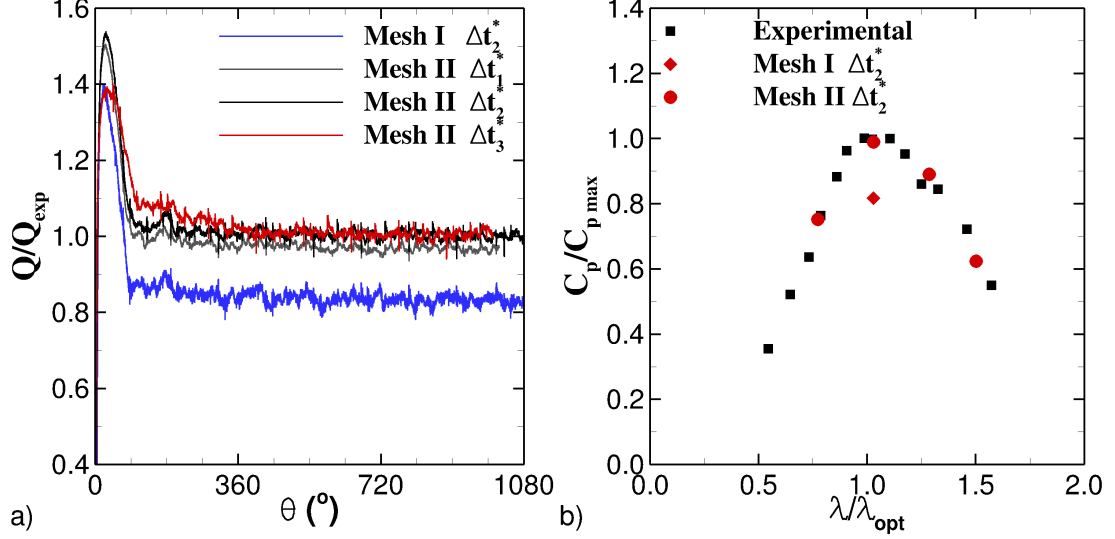 1.6
1.4
1.2
1.0
0.8
0.6
0.4
Q/Q_exp
Mesh I Δt₂*
Mesh II Δt₁*
Mesh II Δt₂*
Mesh II Δt₃*
0 360 720 1080
θ (°)
a)
1.4
1.2
1.0
0.8
0.6
0.4
0.2
0.0
C_p/C_p max
Experimental
Mesh I Δt₂*
Mesh II Δt₂*
0.0 0.5 1.0 1.5 2.0
λ/λ_opt
b)